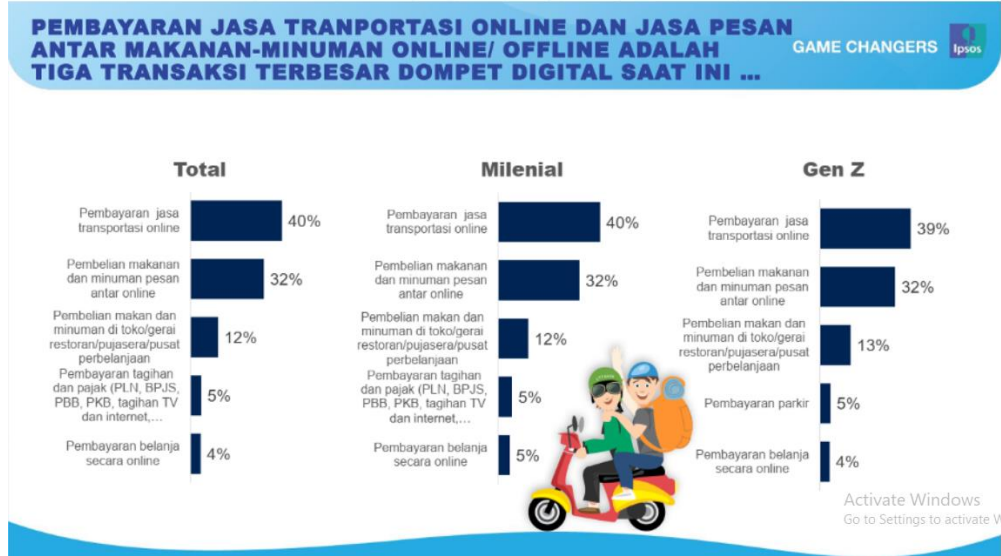 PEMBAYARAN JASA TRANPORTASI ONLINE DAN JASA PESAN
ANTAR MAKANAN-MINUMAN ONLINE/ OFFLINE ADALAH
TIGA TRANSAKSI TERBESAR DOMPET DIGITAL SAAT INI ...
GAME CHANGERS
Ipsos
Total
Pembayaran jasa
transportasi online
40%
Pembelian makanan
dan minuman pesan
antar online
32%
Pembelian makan dan
minuman di toko/gerai
restoran/pujasera/pusat
perbelanjaan
12%
Pembayaran tagihan
dan pajak (PLN, BPJS,
PBB, PKB, tagihan TV
dan internet,...
5%
Pembayaran belanja
secara online
4%
Milenial
Pembayaran jasa
transportasi online
40%
Pembelian makanan
dan minuman pesan
antar online
32%
Pembelian makan dan
minuman di toko/gerai
restoran/pujasera/pusat
perbelanjaan
12%
Pembayaran tagihan
dan pajak (PLN, BPJS,
PBB, PKB, tagihan TV
dan internet,...
5%
Pembayaran belanja
secara online
5%
Gen Z
Pembayaran jasa
transportasi online
39%
Pembelian makanan
dan minuman pesan
antar online
32%
Pembelian makan dan
minuman di toko/gerai
restoran/pujasera/pusat
perbelanjaan
13%
Pembayaran parkir
5%
Pembayaran belanja
secara online
4%
Activate Windows
Go to Settings to activate W